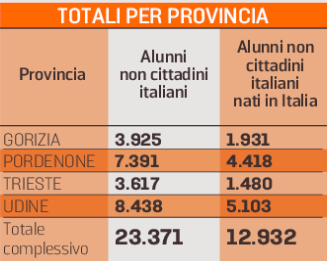 TOTALI PER PROVINCIA
Provincia
Alunni
non cittadini
italiani
Alunni non
cittadini
italiani
nati in Italia
GORIZIA 3.925 1.931
PORDENONE 7.391 4.418
TRIESTE 3.617 1.480
UDINE 8.438 5.103
Totale
complessivo 23.371 12.932